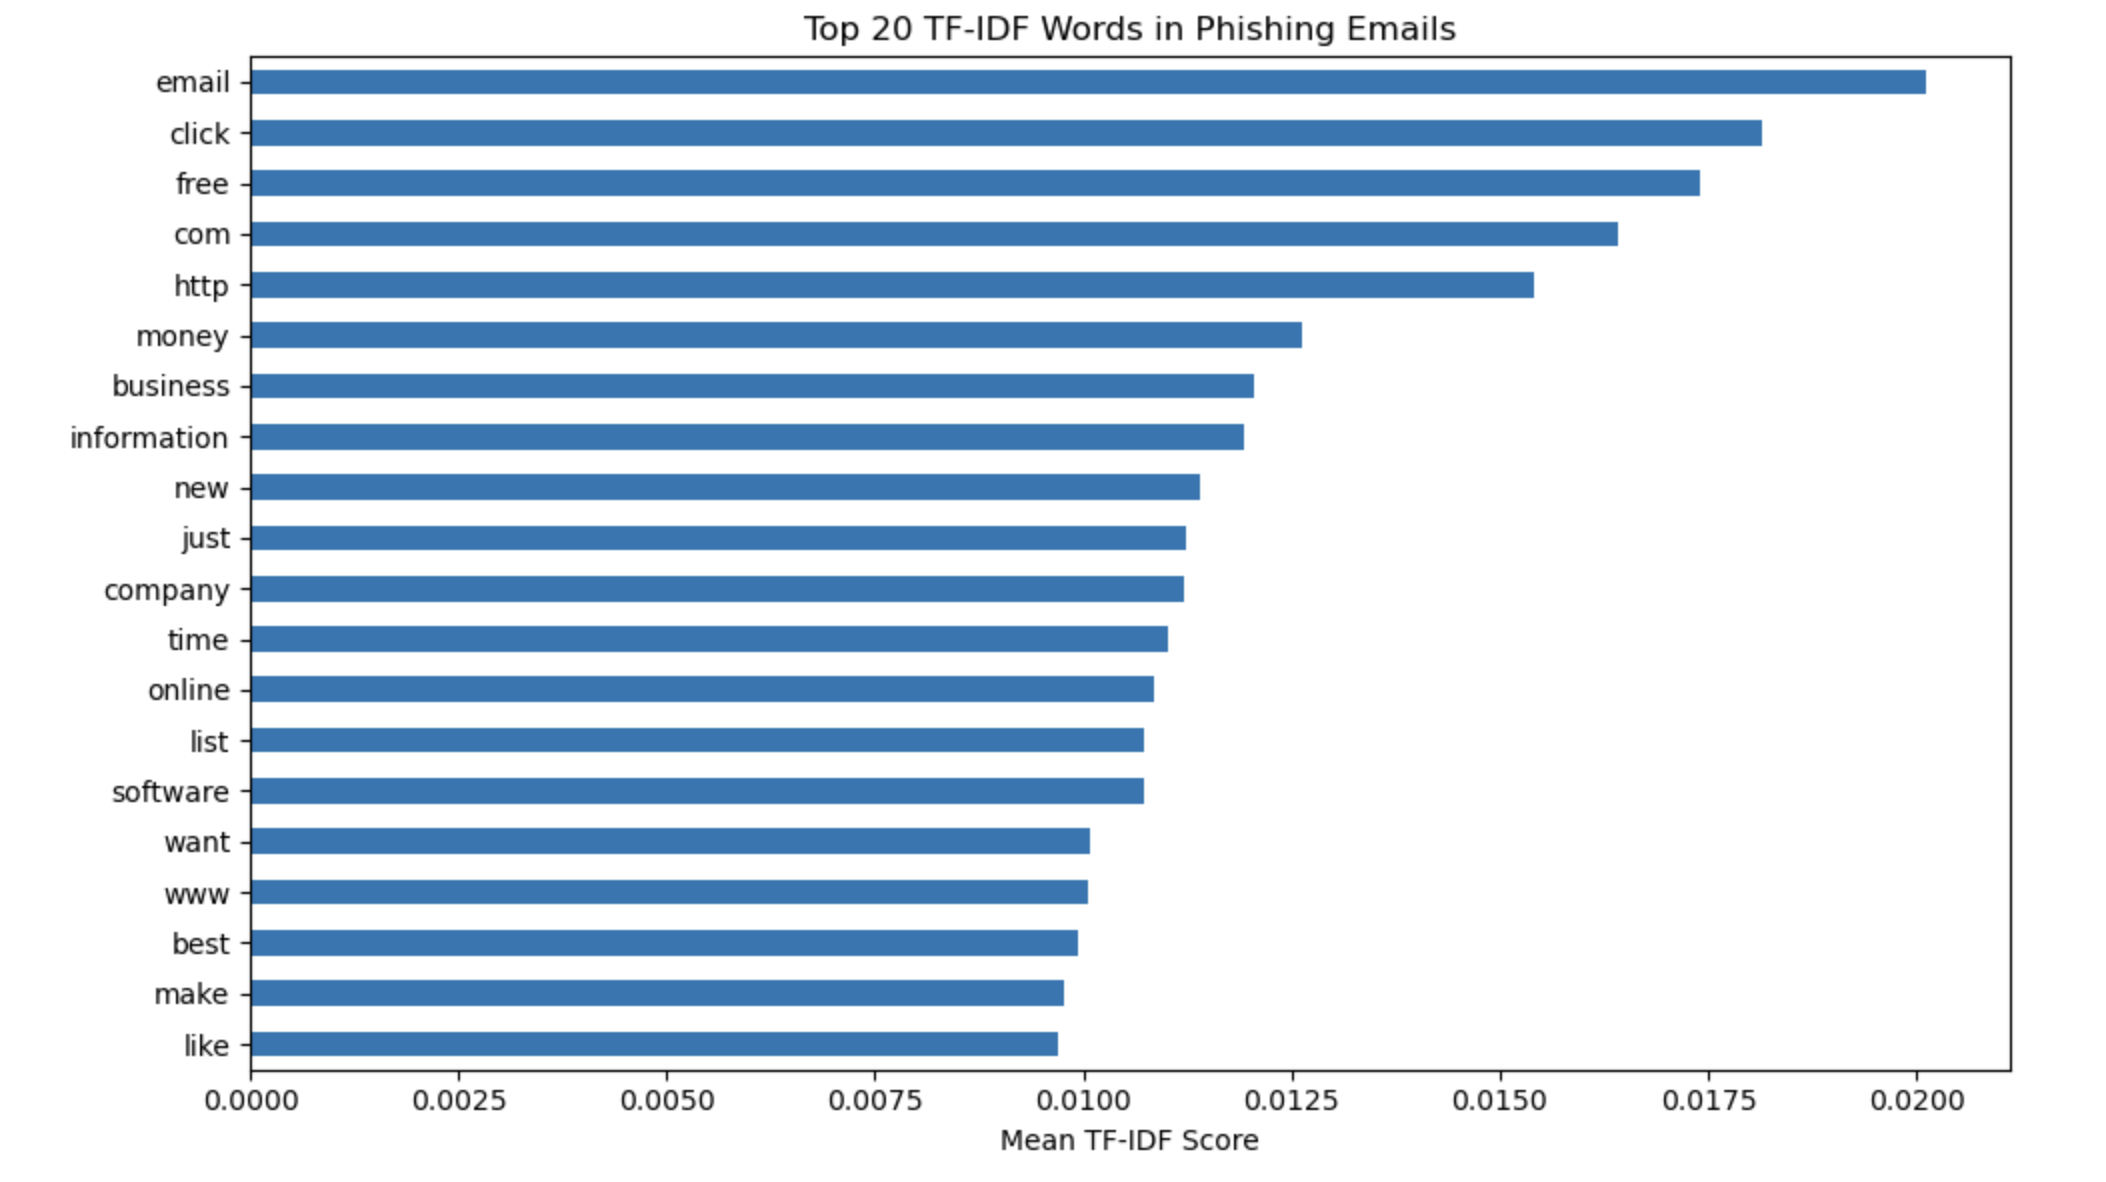 Top 20 TF-IDF Words in Phishing Emails
email
click
free
com
http
money
business
information
new
just
company
time
online
list
software
want
www
best
make
like
0.0000 0.0025 0.0050 0.0075 0.0100 0.0125 0.0150 0.0175 0.0200
Mean TF-IDF Score